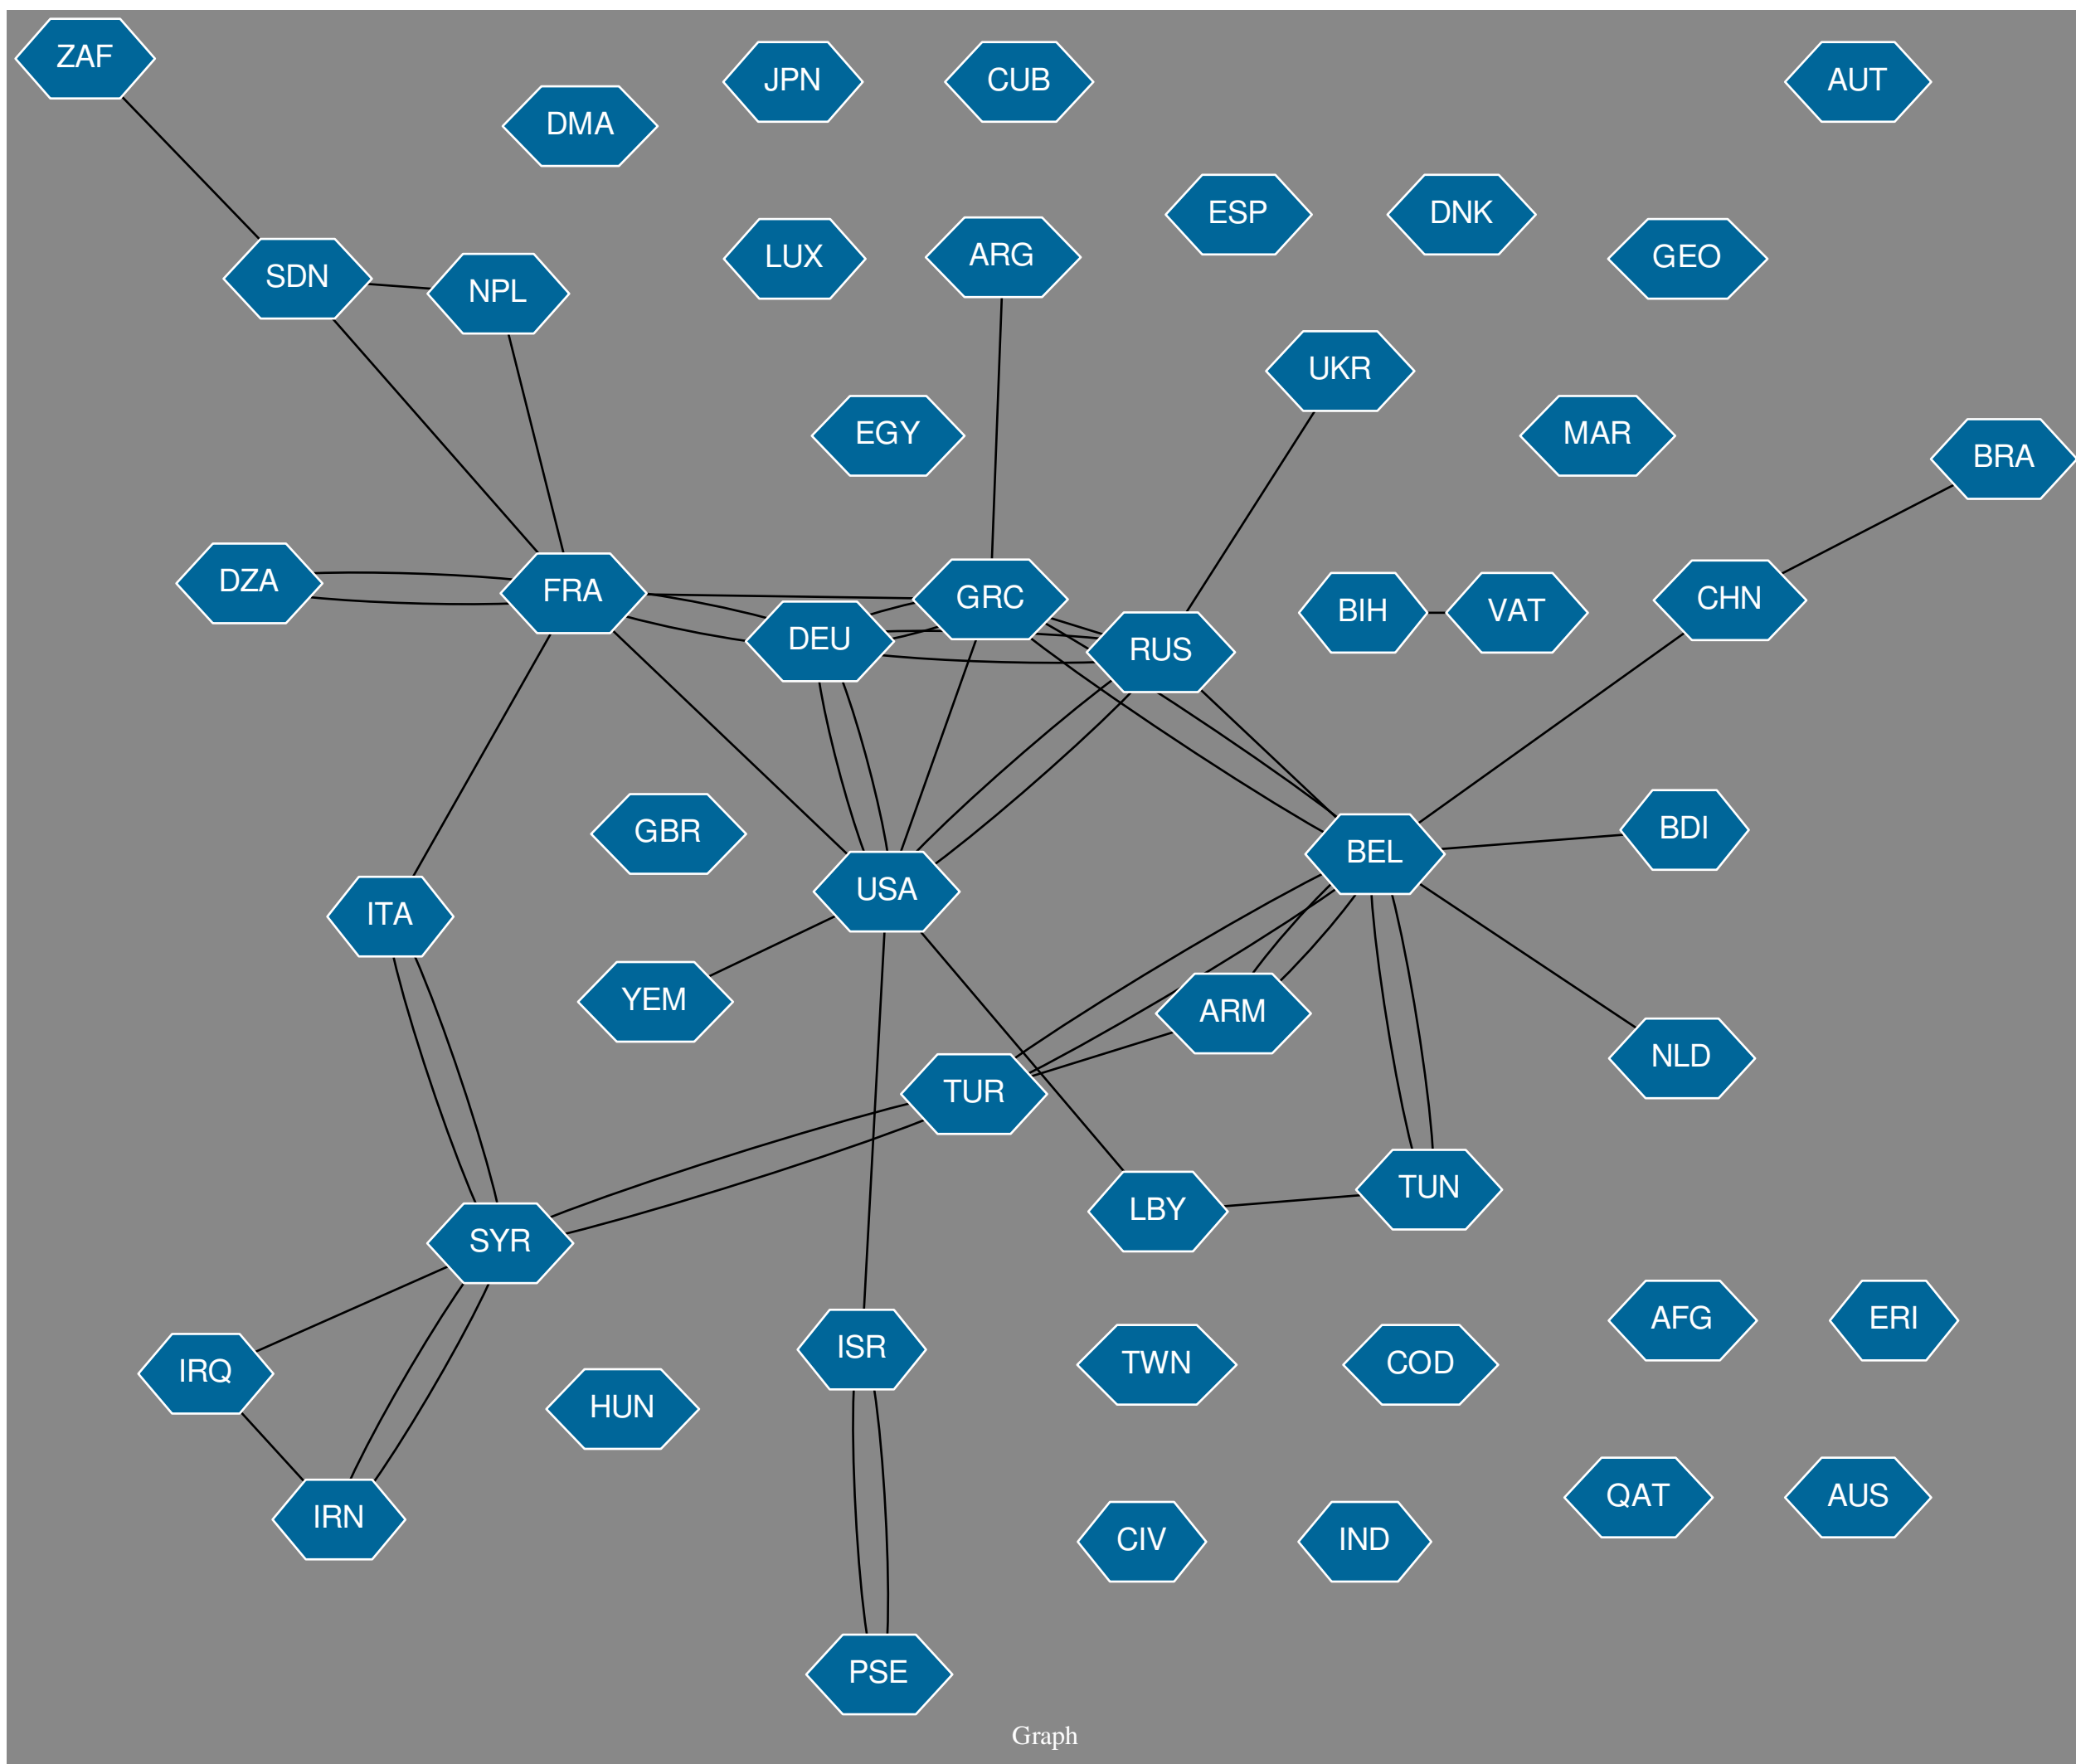 ZAF
JPN
CUB
AUT
DMA
ESP
DNK
LUX
ARG
GEO
SDN
NPL
UKR
EGY
MAR
BRA
DZA
FRA
GRC
CHN
BIH
VAT
DEU
RUS
GBR
BDI
BEL
USA
ITA
YEM
ARM
NLD
TUR
TUN
LBY
SYR
AFG
ERI
ISR
TWN
COD
IRQ
HUN
QAT
AUS
IRN
CIV
IND
PSE
Graph